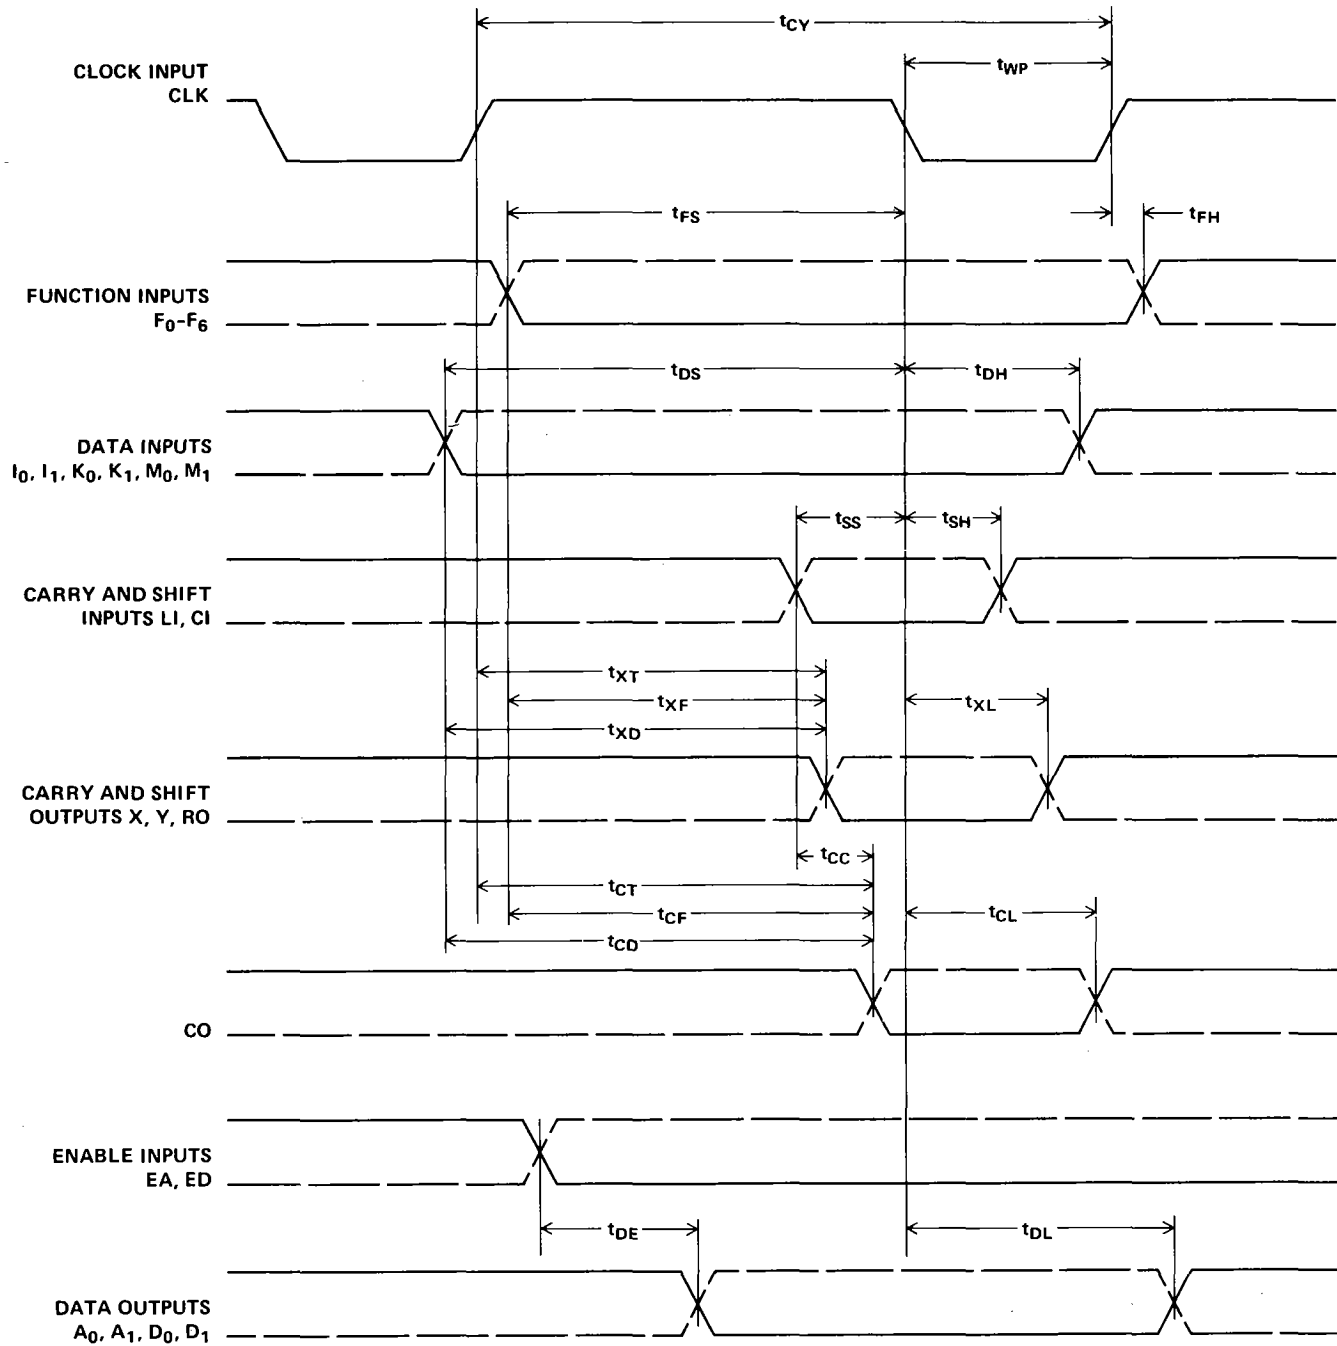 tCY
CLOCK INPUT
CLK
tWP
tFS
tFH
FUNCTION INPUTS
F0-F6
tDS
tDH
DATA INPUTS
I0, I1, K0, K1, M0, M1
tSS
tSH
CARRY AND SHIFT
INPUTS LI, CI
tXT
tXF
tXL
tXD
CARRY AND SHIFT
OUTPUTS X, Y, RO
tCC
tCT
tCF
tCL
tCD
CO
ENABLE INPUTS
EA, ED
tDE
tDL
DATA OUTPUTS
A0, A1, D0, D1